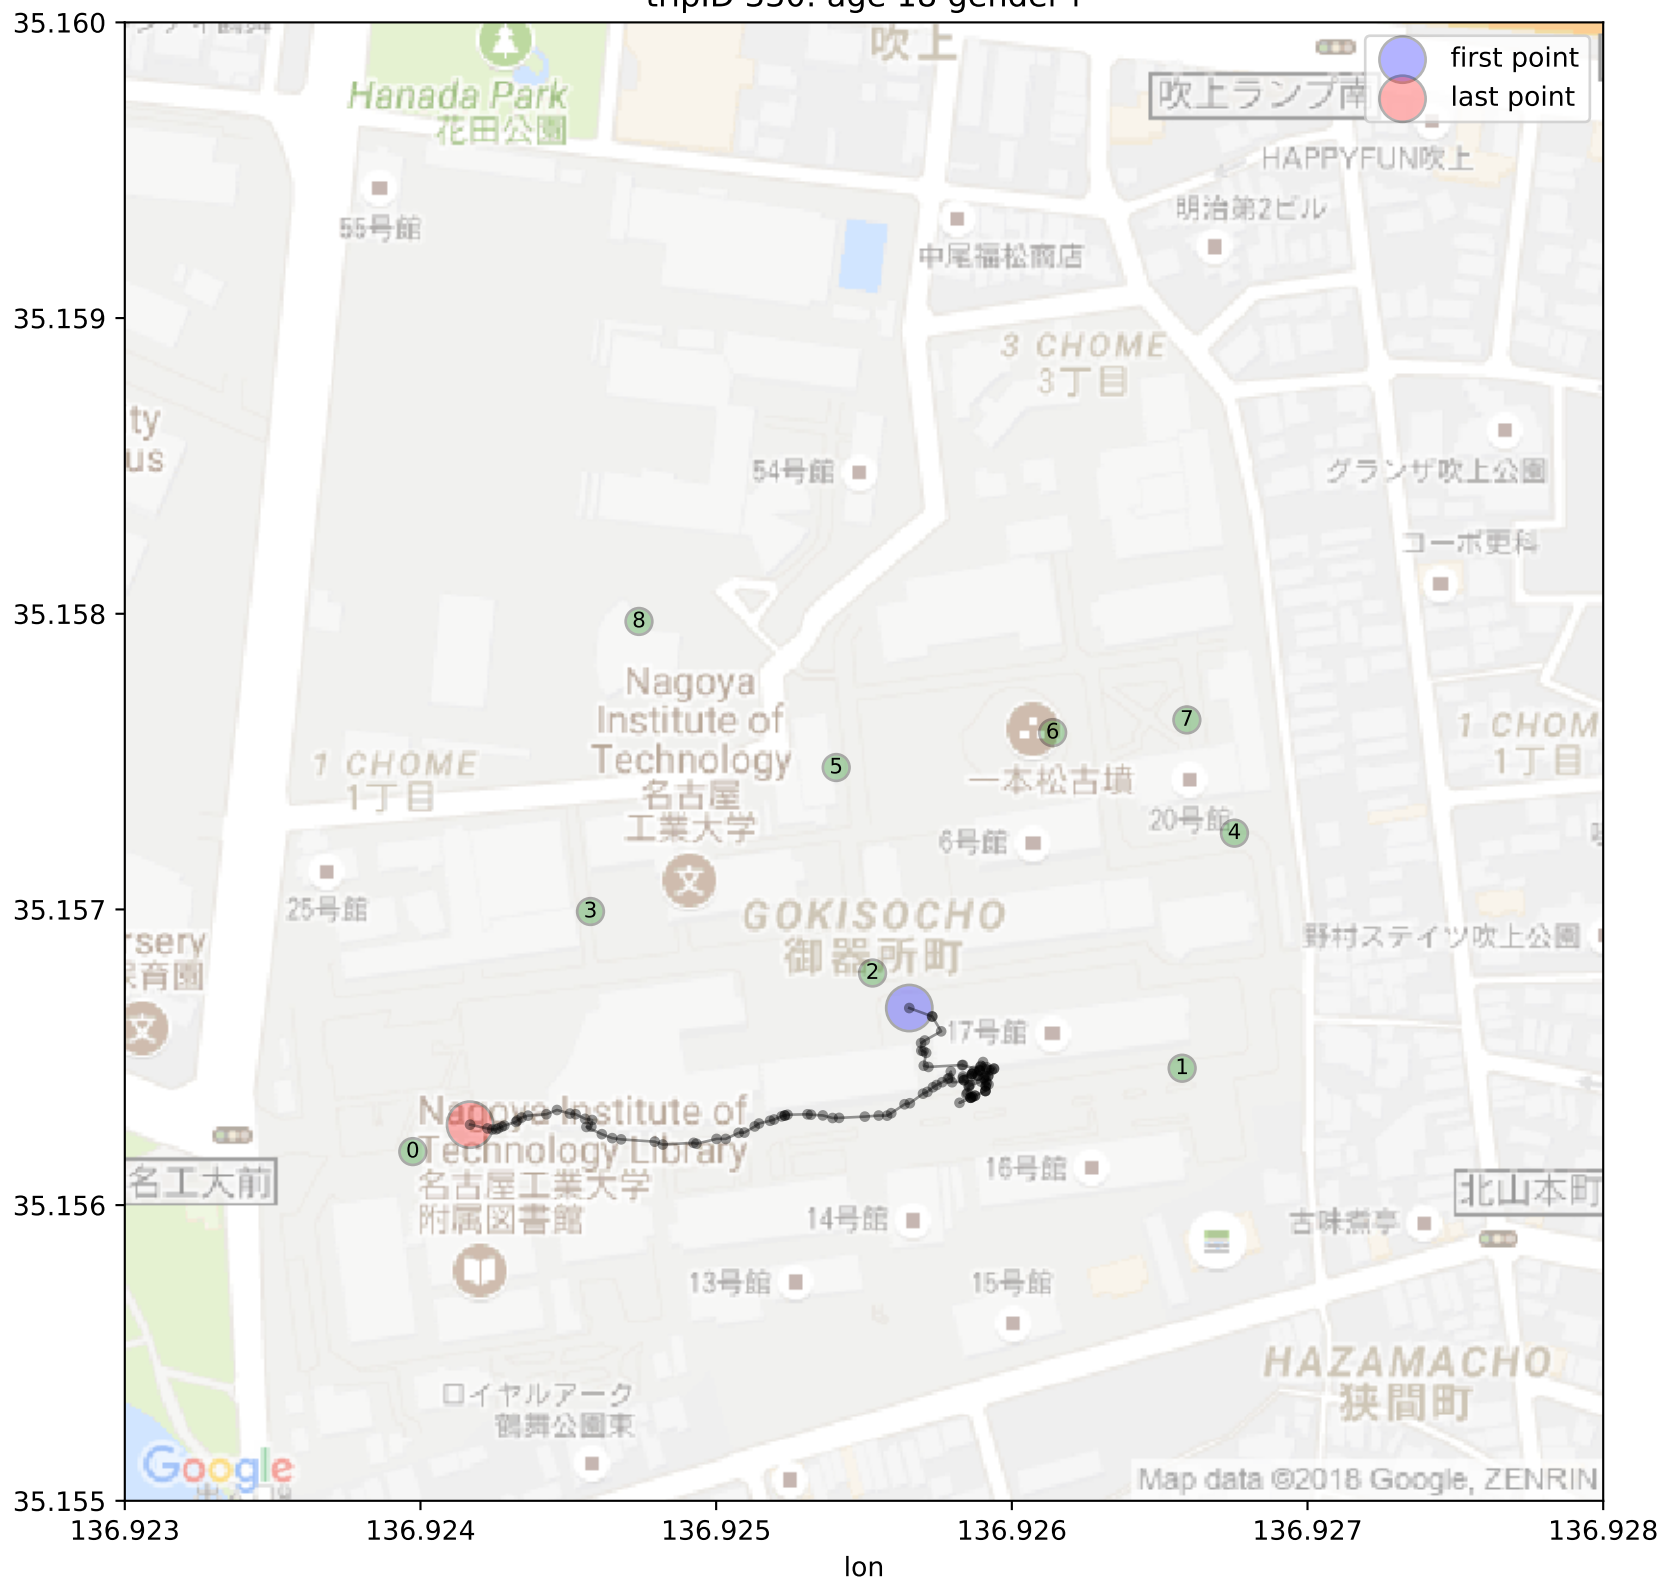 35.160
first point
last point
吹上
Hanada Park
花田公園
吹上ランプ南
HAPPYFUN吹上
55号館
明治第2ビル
中尾福松商店
35.159
3 CHOME
3丁目
ty
us
54号館
グランザ吹上公園
コーポ更科
35.158
8
Nagoya
Institute of
Technology
名古屋
工業大学
5
6
7
一本松古墳
1 CHOME
1丁目
1 CHOM
1丁目
20号館
4
6号館
25号館
3
35.157
GOKISOCHO
御器所町
野村ステイツ吹上公園
rsery
育園
2
17号館
1
Nagoya Institute of
Technology Library
名古屋工業大学
附属図書館
0
名工大前
16号館
北山本町
35.156
14号館
古味煮亭
13号館
15号館
HAZAMACHO
狭間町
ロイヤルアーク
鶴舞公園東
Google
Map data ©2018 Google, ZENRIN
35.155
136.923
136.924
136.925
136.926
136.927
136.928
lon